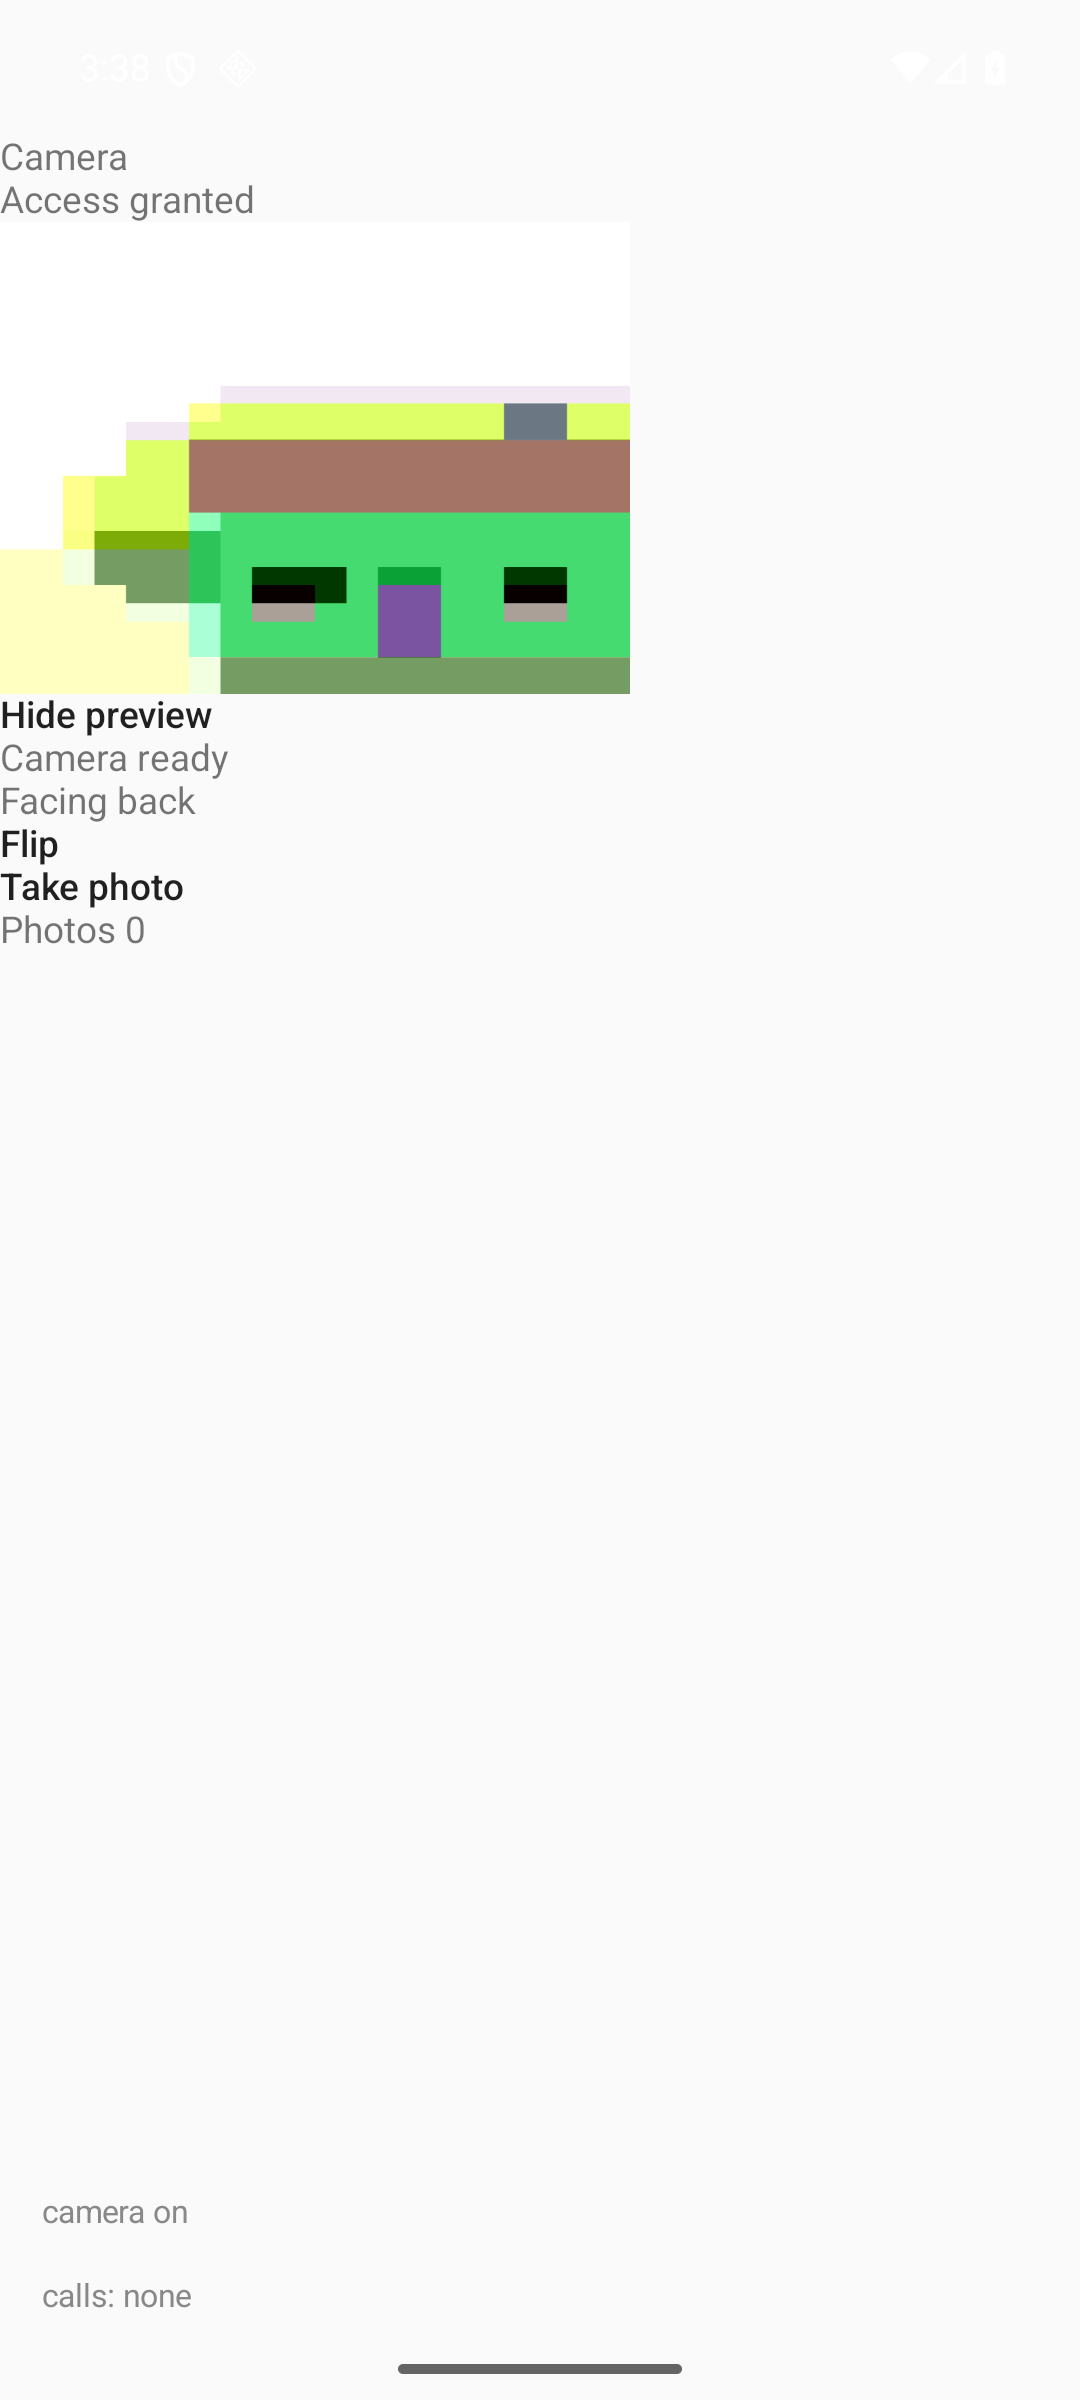 3:38
Camera
Access granted
Hide preview
Camera ready
Facing back
Flip
Take photo
Photos 0
camera on
calls: none